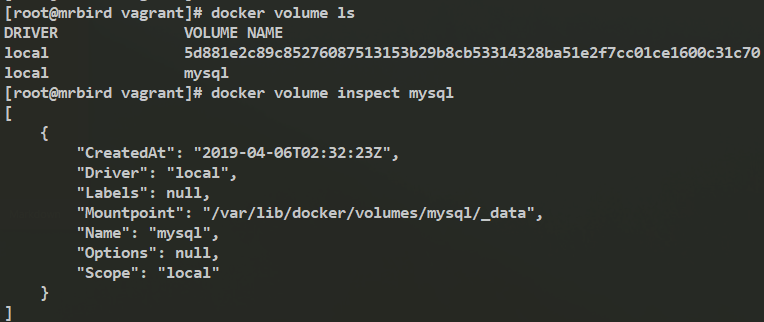 [root@mrbird vagrant]# docker volume ls
DRIVER              VOLUME NAME
local               5d881e2c89c85276087513153b29b8cb53314328ba51e2f7cc01ce1600c31c70
local               mysql
[root@mrbird vagrant]# docker volume inspect mysql
[
    {
        "CreatedAt": "2019-04-06T02:32:23Z",
        "Driver": "local",
        "Labels": null,
        "Mountpoint": "/var/lib/docker/volumes/mysql/_data",
        "Name": "mysql",
        "Options": null,
        "Scope": "local"
    }
]